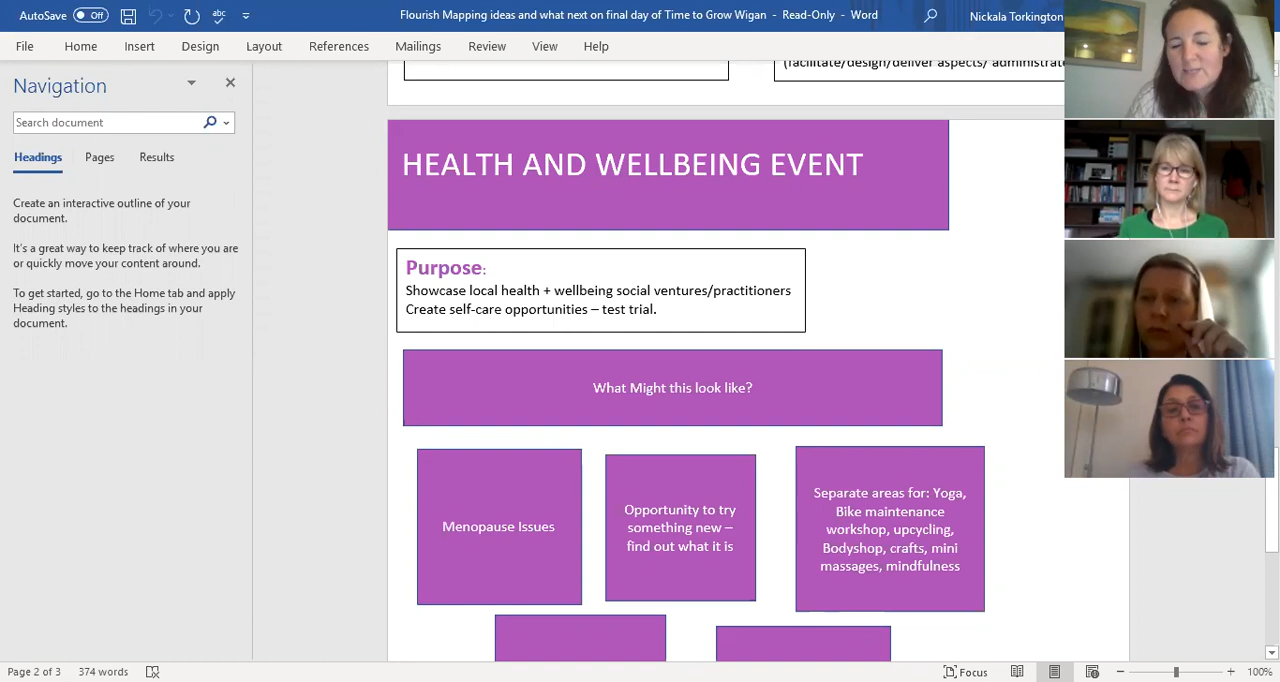 AutoSave Off
Flourish Mapping ideas and what next on final day of Time to Grow Wigan - Read-Only - Word
Nickala Torkington
File Home Insert Design Layout References Mailings Review View Help
Navigation
Search document
Headings Pages Results
Create an interactive outline of your
document.
It's a great way to keep track of where you are
or quickly move your content around.
To get started, go to the Home tab and apply
Heading styles to the headings in your
document.
(facilitate/design/deliver aspects/
HEALTH AND WELLBEING EVENT
Purpose:
Showcase local health + wellbeing social ventures/practitioners
Create self-care opportunities – test trial.
What Might this look like?
Menopause Issues
Opportunity to try
something new –
find out what it is
Separate areas for: Yoga,
Bike maintenance
workshop, upcycling,
Bodyshop, crafts, mini
massages, mindfulness
Page 2 of 3 374 words
Focus
100%